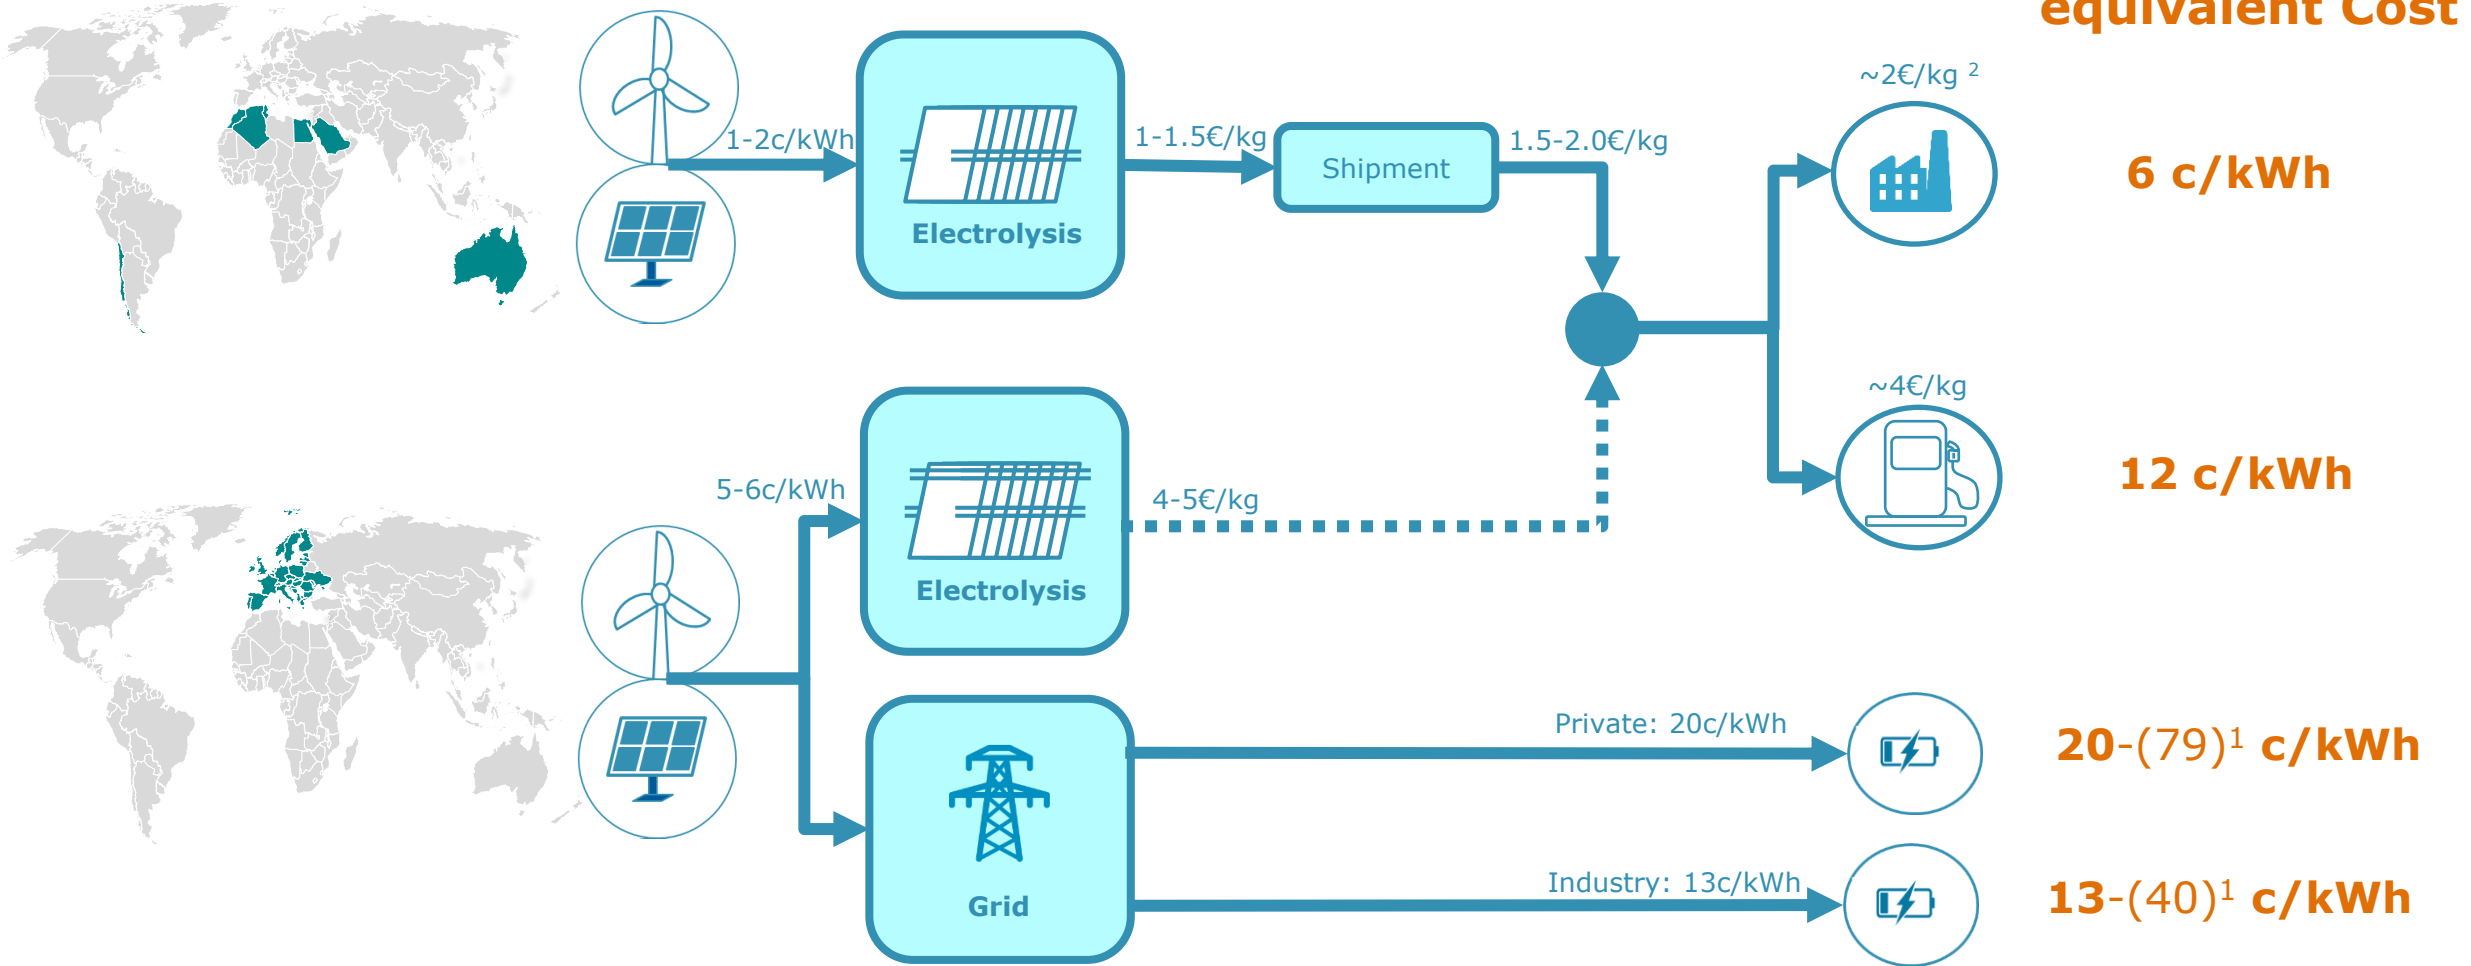 equivalent Cost
~2€/kg ²
1-2c/kWh
1-1.5€/kg
1.5-2.0€/kg
Shipment
6 c/kWh
Electrolysis
~4€/kg
12 c/kWh
5-6c/kWh
4-5€/kg
Electrolysis
Private: 20c/kWh
20-(79)¹ c/kWh
Industry: 13c/kWh
13-(40)¹ c/kWh
Grid